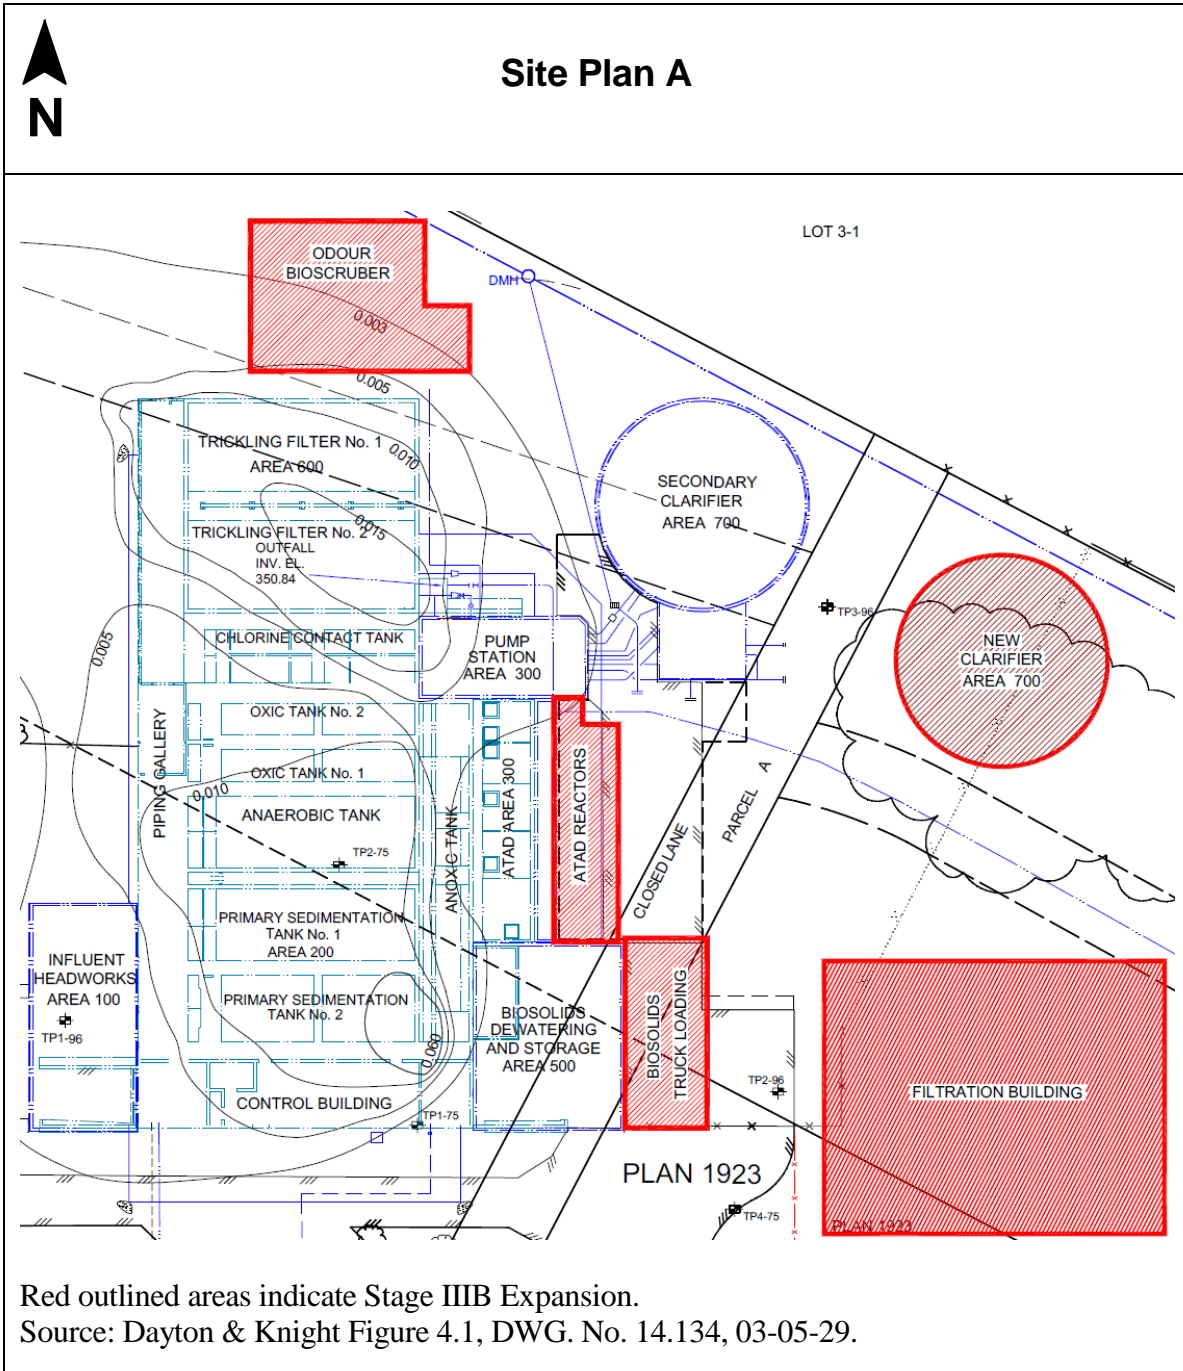 N
Site Plan A
LOT 3-1
ODOUR
BIOSCRUBER
DMH
0.003
0.005
TRICKLING FILTER No. 1
AREA 600
0.010
SECONDARY
CLARIFIER
AREA 700
0.015
TRICKLING FILTER No. 2
OUTFALL
INV. EL.
350.84
TP3-96
CHLORINE CONTACT TANK
PUMP
STATION
AREA 300
NEW
CLARIFIER
AREA 700
0.005
OXIC TANK No. 2
PIPING GALLERY
OXIC TANK No. 1
0.010
ANAEROBIC TANK
ANOXIC TANK
ATAD AREA 300
ATAD REACTORS
PARCEL A
CLOSED LANE
TP2-75
PRIMARY SEDIMENTATION
TANK No. 1
AREA 200
INFLUENT
HEADWORKS
AREA 100
TP1-96
PRIMARY SEDIMENTATION
TANK No. 2
0.060
BIOSOLIDS
DEWATERING
AND STORAGE
AREA 500
BIOSOLIDS
TRUCK LOADING
TP2-96
FILTRATION BUILDING
CONTROL BUILDING
TP1-75
PLAN 1923
TP4-75
PLAN 1923
Red outlined areas indicate Stage IIIB Expansion.
Source: Dayton & Knight Figure 4.1, DWG. No. 14.134, 03-05-29.